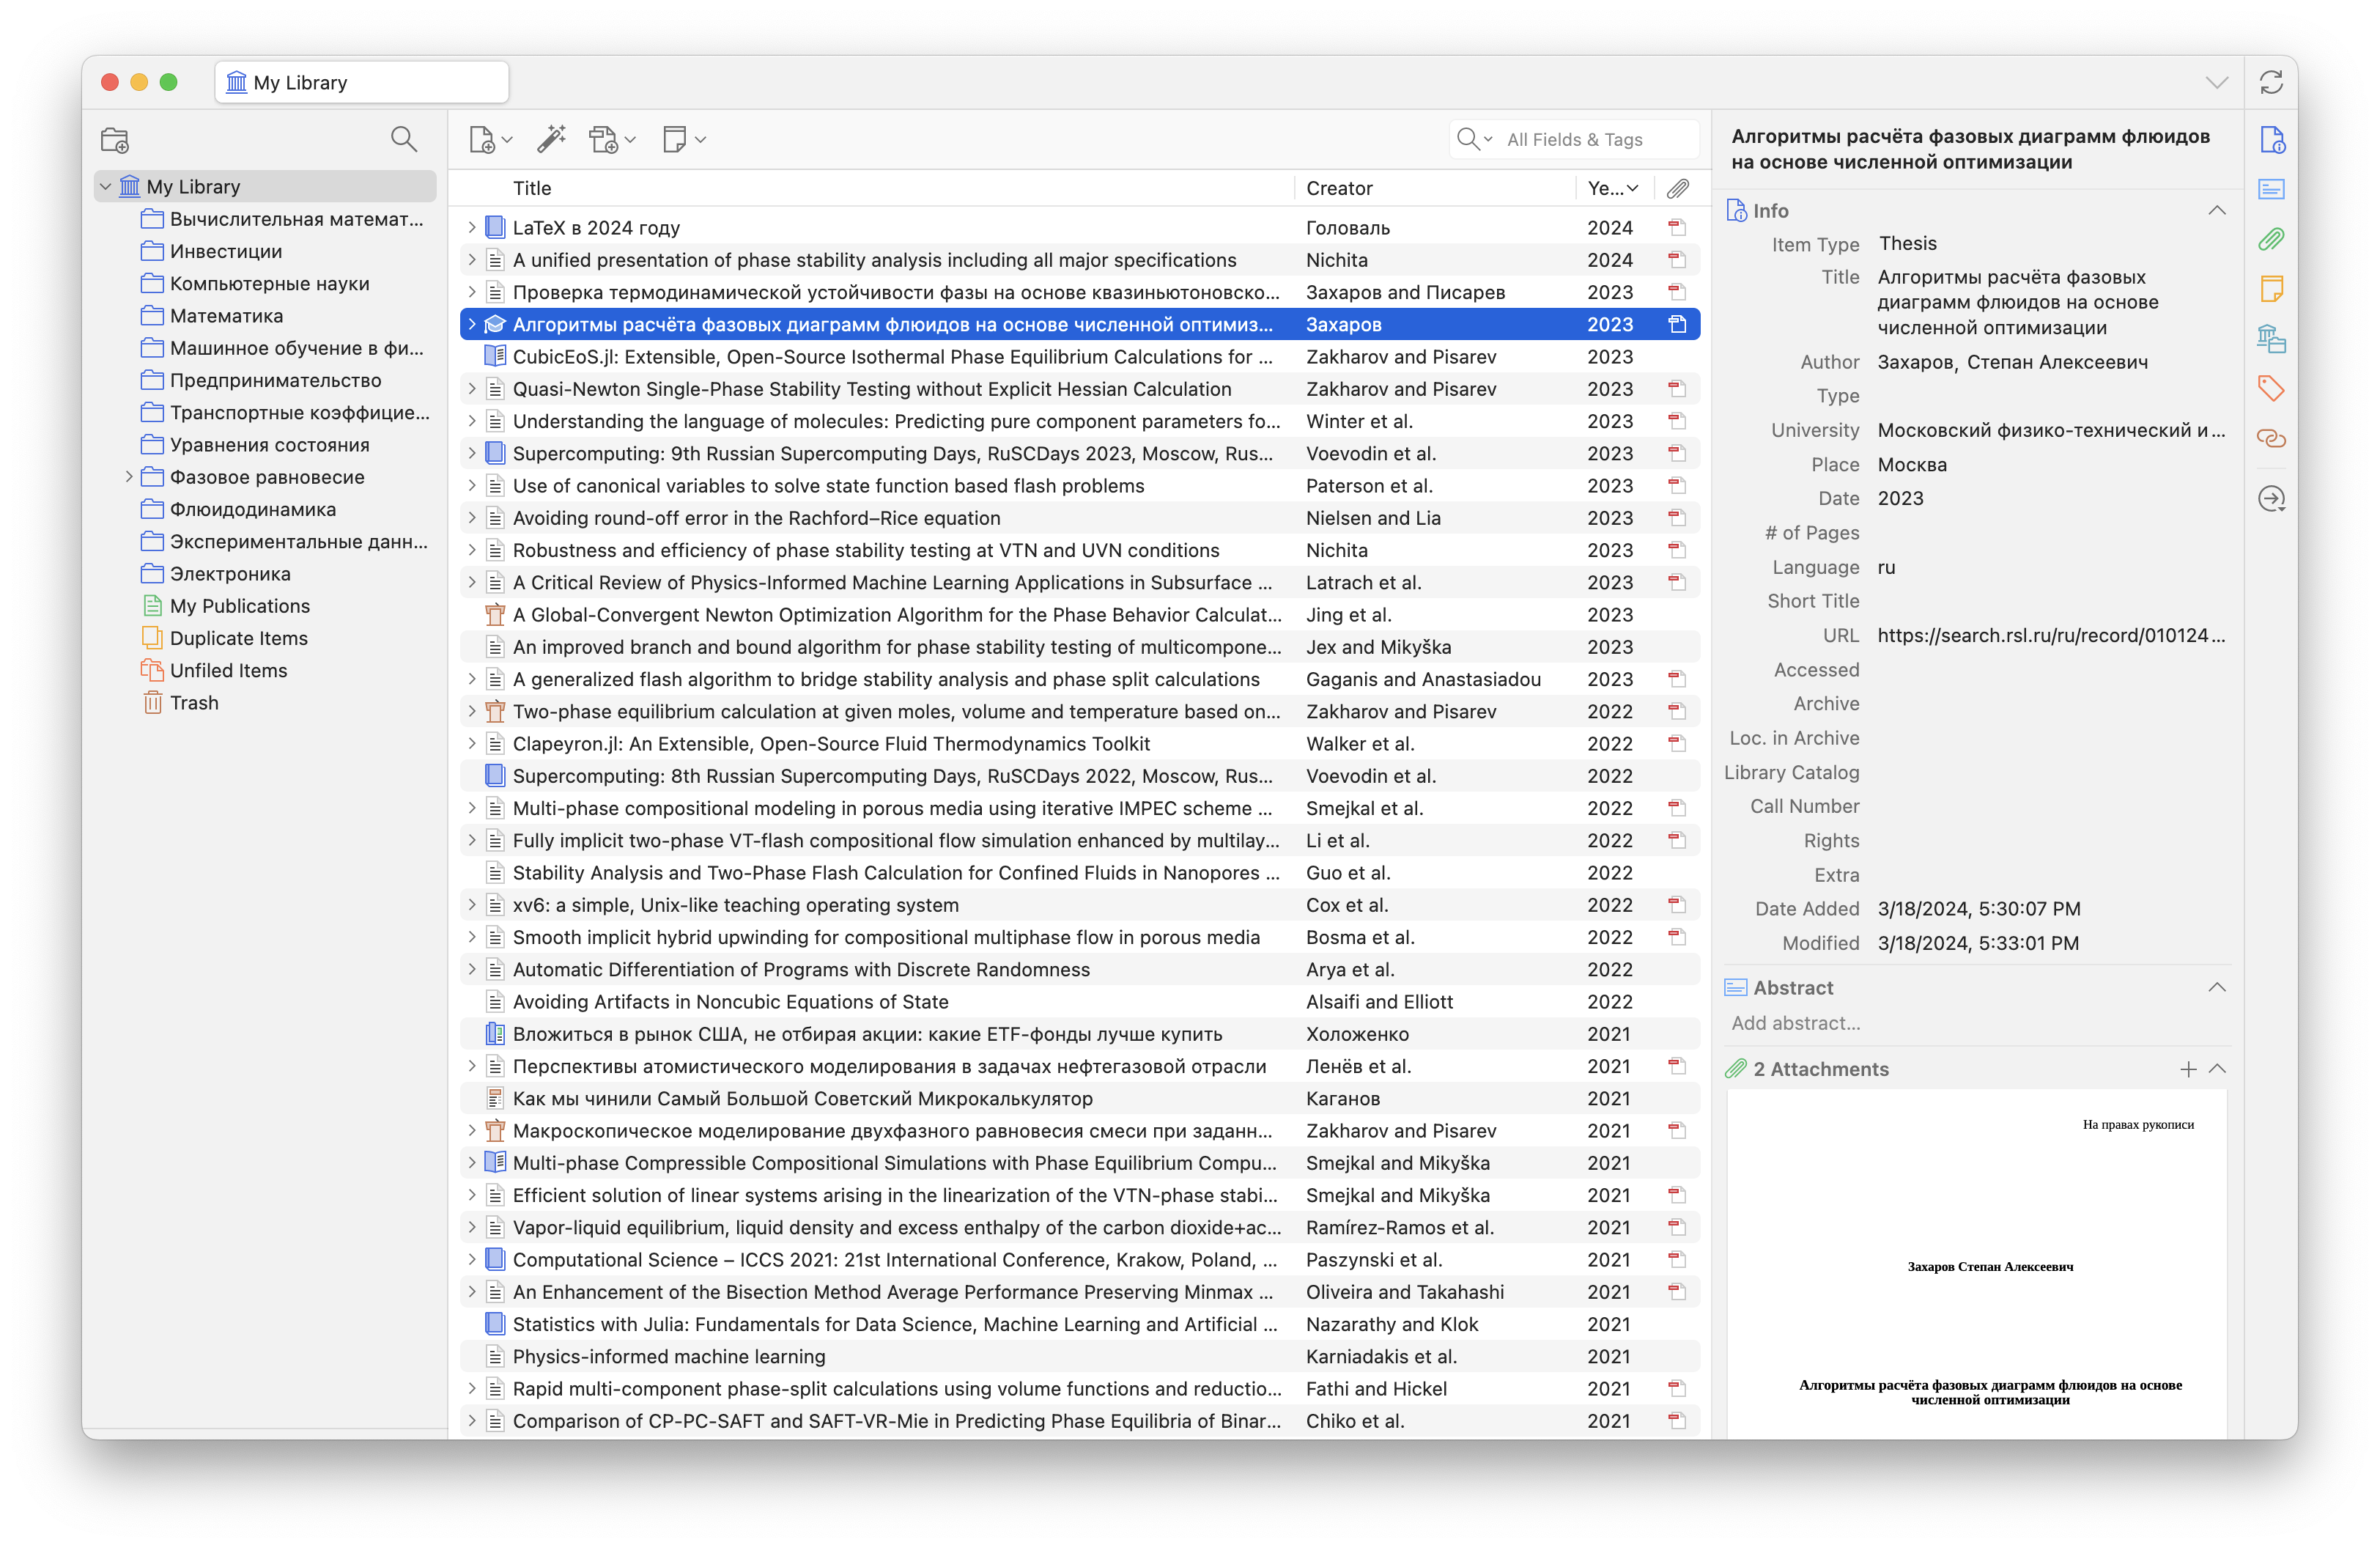 My Library
All Fields & Tags
My Library
Вычислительная математ...
Инвестиции
Компьютерные науки
Математика
Машинное обучение в фи...
Предпринимательство
Транспортные коэффицие...
Уравнения состояния
Фазовое равновесие
Флюидодинамика
Экспериментальные данн...
Электроника
My Publications
Duplicate Items
Unfiled Items
Trash
Title Creator Ye...
LaTeX в 2024 году Головаль 2024
A unified presentation of phase stability analysis including all major specifications Nichita 2024
Проверка термодинамической устойчивости фазы на основе квазиньютоновско... Захаров and Писарев 2023
Алгоритмы расчёта фазовых диаграмм флюидов на основе численной оптимиз... Захаров 2023
CubicEoS.jl: Extensible, Open-Source Isothermal Phase Equilibrium Calculations for ... Zakharov and Pisarev 2023
Quasi-Newton Single-Phase Stability Testing without Explicit Hessian Calculation Zakharov and Pisarev 2023
Understanding the language of molecules: Predicting pure component parameters fo... Winter et al. 2023
Supercomputing: 9th Russian Supercomputing Days, RuSCDays 2023, Moscow, Rus... Voevodin et al. 2023
Use of canonical variables to solve state function based flash problems Paterson et al. 2023
Avoiding round-off error in the Rachford–Rice equation Nielsen and Lia 2023
Robustness and efficiency of phase stability testing at VTN and UVN conditions Nichita 2023
A Critical Review of Physics-Informed Machine Learning Applications in Subsurface ... Latrach et al. 2023
A Global-Convergent Newton Optimization Algorithm for the Phase Behavior Calculat... Jing et al. 2023
An improved branch and bound algorithm for phase stability testing of multicompone... Jex and Mikyška 2023
A generalized flash algorithm to bridge stability analysis and phase split calculations Gaganis and Anastasiadou 2023
Two-phase equilibrium calculation at given moles, volume and temperature based on... Zakharov and Pisarev 2022
Clapeyron.jl: An Extensible, Open-Source Fluid Thermodynamics Toolkit Walker et al. 2022
Supercomputing: 8th Russian Supercomputing Days, RuSCDays 2022, Moscow, Rus... Voevodin et al. 2022
Multi-phase compositional modeling in porous media using iterative IMPEC scheme ... Smejkal et al. 2022
Fully implicit two-phase VT-flash compositional flow simulation enhanced by multilay... Li et al. 2022
Stability Analysis and Two-Phase Flash Calculation for Confined Fluids in Nanopores ... Guo et al. 2022
xv6: a simple, Unix-like teaching operating system Cox et al. 2022
Smooth implicit hybrid upwinding for compositional multiphase flow in porous media Bosma et al. 2022
Automatic Differentiation of Programs with Discrete Randomness Arya et al. 2022
Avoiding Artifacts in Noncubic Equations of State Alsaifi and Elliott 2022
Вложиться в рынок США, не отбирая акции: какие ETF-фонды лучше купить Холоженко 2021
Перспективы атомистического моделирования в задачах нефтегазовой отрасли Ленёв et al. 2021
Как мы чинили Самый Большой Советский Микрокалькулятор Каганов 2021
Макроскопическое моделирование двухфазного равновесия смеси при заданн... Zakharov and Pisarev 2021
Multi-phase Compressible Compositional Simulations with Phase Equilibrium Compu... Smejkal and Mikyška 2021
Efficient solution of linear systems arising in the linearization of the VTN-phase stabi... Smejkal and Mikyška 2021
Vapor-liquid equilibrium, liquid density and excess enthalpy of the carbon dioxide+ac... Ramírez-Ramos et al. 2021
Computational Science – ICCS 2021: 21st International Conference, Krakow, Poland, ... Paszynski et al. 2021
An Enhancement of the Bisection Method Average Performance Preserving Minmax ... Oliveira and Takahashi 2021
Statistics with Julia: Fundamentals for Data Science, Machine Learning and Artificial ... Nazarathy and Klok 2021
Physics-informed machine learning Karniadakis et al. 2021
Rapid multi-component phase-split calculations using volume functions and reductio... Fathi and Hickel 2021
Comparison of CP-PC-SAFT and SAFT-VR-Mie in Predicting Phase Equilibria of Binar... Chiko et al. 2021
Алгоритмы расчёта фазовых диаграмм флюидов
на основе численной оптимизации
Info
Item Type Thesis
Title Алгоритмы расчёта фазовых
диаграмм флюидов на основе
численной оптимизации
Author Захаров, Степан Алексеевич
Type
University Московский физико-технический и...
Place Москва
Date 2023
# of Pages
Language ru
Short Title
URL https://search.rsl.ru/ru/record/010124...
Accessed
Archive
Loc. in Archive
Library Catalog
Call Number
Rights
Extra
Date Added 3/18/2024, 5:30:07 PM
Modified 3/18/2024, 5:33:01 PM
Abstract
Add abstract...
2 Attachments
На правах рукописи
Захаров Степан Алексеевич
Алгоритмы расчёта фазовых диаграмм флюидов на основе
численной оптимизации